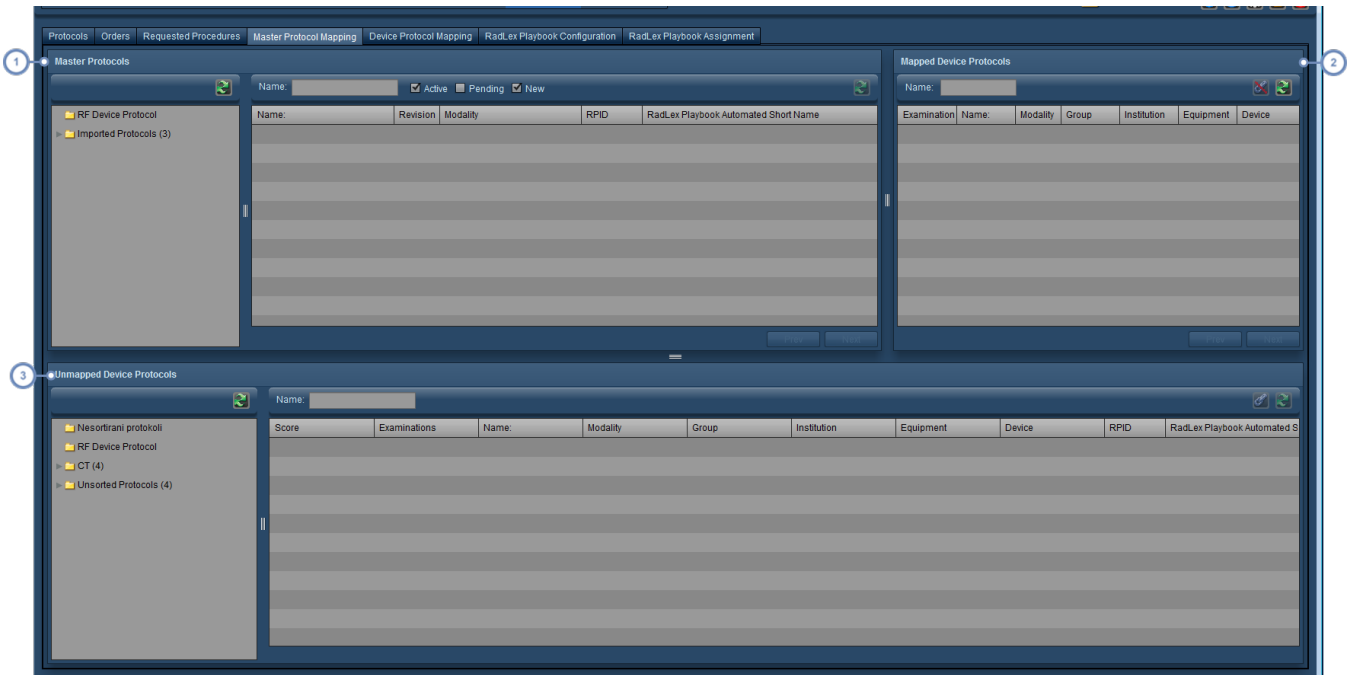 Protocols Orders Requested Procedures Master Protocol Mapping Device Protocol Mapping RadLex Playbook Configuration RadLex Playbook Assignment
1 Master Protocols
Name: Active Pending New
RF Device Protocol
Imported Protocols (3)
Name: Revision Modality RPID RadLex Playbook Automated Short Name
Prev Next
Mapped Device Protocols 2
Name:
Examination Name: Modality Group Institution Equipment Device
Prev Next
3 Unmapped Device Protocols
Name:
Nesortirani protokoli
RF Device Protocol
CT (4)
Unsorted Protocols (4)
Score Examinations Name: Modality Group Institution Equipment Device RPID RadLex Playbook Automated S